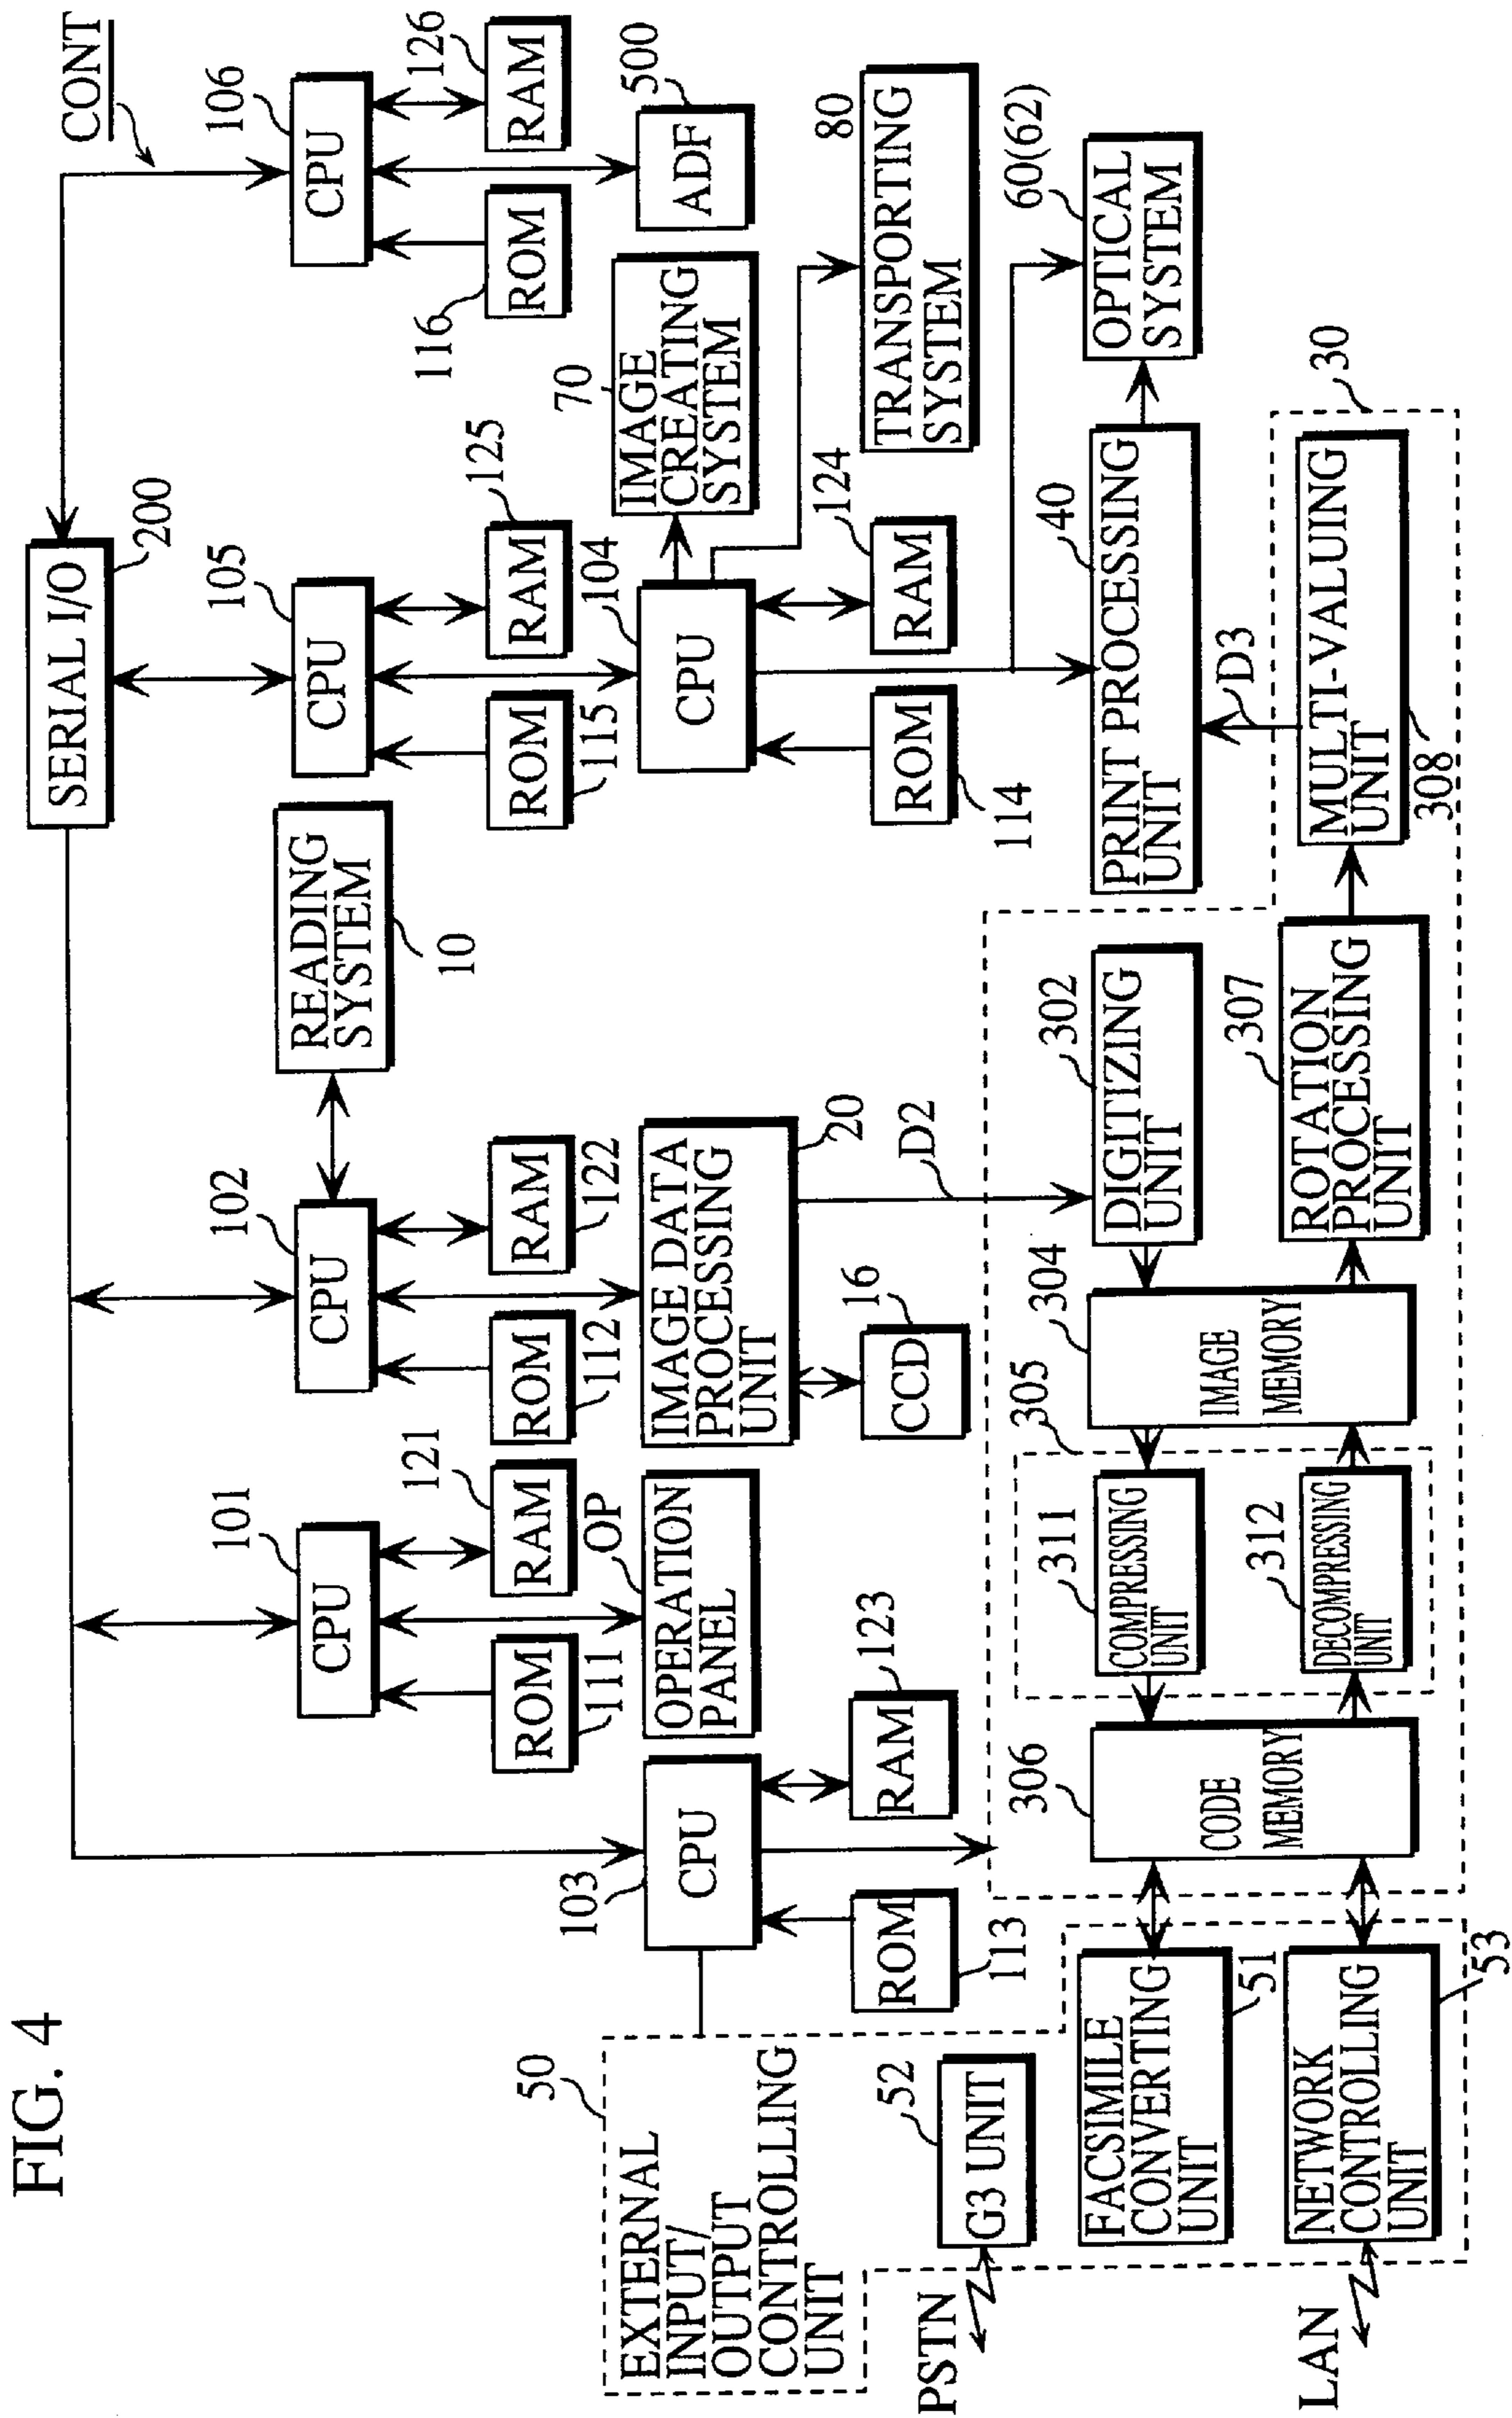 FIG. 4
CONT
SERIAL I/O
200
101
CPU
ROM
111
RAM
121
OP
OPERATION
PANEL
102
CPU
ROM
112
RAM
122
READING
SYSTEM
10
IMAGE DATA
PROCESSING
UNIT
20
CCD
16
D2
105
CPU
ROM
115
RAM
125
104
CPU
ROM
114
RAM
124
70
IMAGE
CREATING
SYSTEM
106
CPU
116
ROM
126
RAM
500
ADF
80
TRANSPORTING
SYSTEM
60(62)
OPTICAL
SYSTEM
40
PRINT PROCESSING
UNIT
D3
103
CPU
ROM
113
RAM
123
50
EXTERNAL
INPUT/
OUTPUT
CONTROLLING
UNIT
52
G3 UNIT
PSTN
FACSIMILE
CONVERTING
UNIT
51
NETWORK
CONTROLLING
UNIT
53
LAN
306
CODE
MEMORY
305
311
COMPRESSING
UNIT
312
DECOMPRESSING
UNIT
304
IMAGE
MEMORY
302
DIGITIZING
UNIT
307
ROTATION
PROCESSING
UNIT
30
MULTI-VALUING
UNIT
308